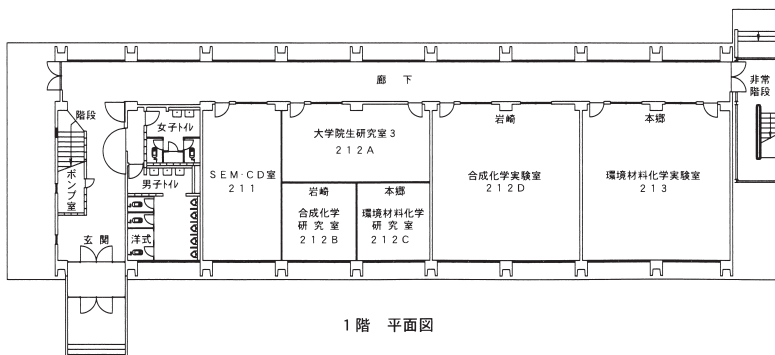 廊 下
非常
階段
階段
ポンプ室
玄 関
女子トイレ
男子トイレ
洋式
SEM-CD室
211
大学院生研究室3
212A
岩崎
合成化学
研究室
212B
本郷
環境材料化学
研究室
212C
岩崎
合成化学実験室
212D
本郷
環境材料化学実験室
213
1階 平面図